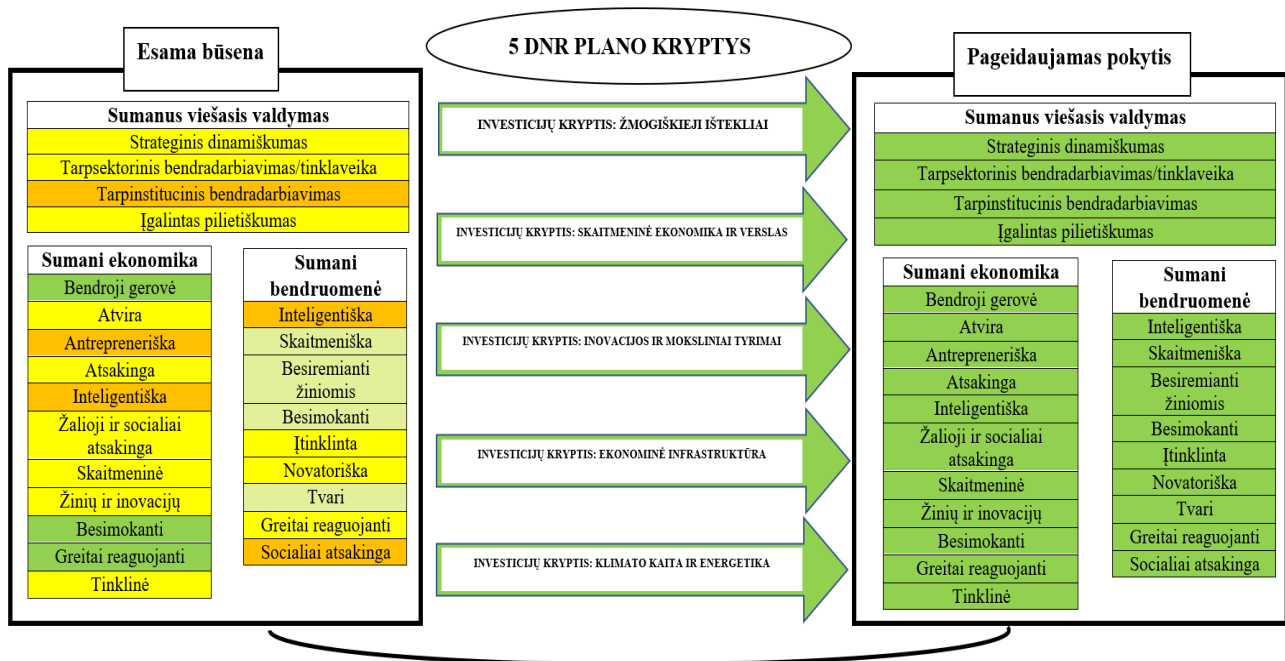 Esama būsena
Sumanus viešasis valdymas
Strateginis dinamiškumas
Tarpsektorinis bendradarbiavimas/tinklaveika
Tarpinstitucinis bendradarbiavimas
Įgalintas pilietiškumas
Sumani ekonomika
Bendroji gerovė
Atvira
Antrepreneriška
Atsakinga
Inteligentiška
Žalioji ir socialiai
atsakinga
Skaitmeninė
Žinių ir inovacijų
Besimokanti
Greitai reaguojanti
Tinklinė
Sumani
bendruomenė
Inteligentiška
Skaitmeniška
Besiremianti
žiniomis
Besimokanti
Įtinklinta
Novatoriška
Tvari
Greitai reaguojanti
Socialiai atsakinga
5 DNR PLANO KRYPTYS
INVESTICIJŲ KRYPTIS: ŽMOGIŠKIEJI IŠTEKLIAI
INVESTICIJŲ KRYPTIS: SKAITMENINĖ EKONOMIKA IR VERSLAS
INVESTICIJŲ KRYPTIS: INOVACIJOS IR MOKSLINIAI TYRIMAI
INVESTICIJŲ KRYPTIS: EKONOMINĖ INFRASTRUKTŪRA
INVESTICIJŲ KRYPTIS: KLIMATO KAITA IR ENERGETIKA
Pageidaujamas pokytis
Sumanus viešasis valdymas
Strateginis dinamiškumas
Tarpsektorinis bendradarbiavimas/tinklaveika
Tarpinstitucinis bendradarbiavimas
Įgalintas pilietiškumas
Sumani ekonomika
Bendroji gerovė
Atvira
Antrepreneriška
Atsakinga
Inteligentiška
Žalioji ir socialiai
atsakinga
Skaitmeninė
Žinių ir inovacijų
Besimokanti
Greitai reaguojanti
Tinklinė
Sumani
bendruomenė
Inteligentiška
Skaitmeniška
Besiremianti
žiniomis
Besimokanti
Įtinklinta
Novatoriška
Tvari
Greitai reaguojanti
Socialiai atsakinga